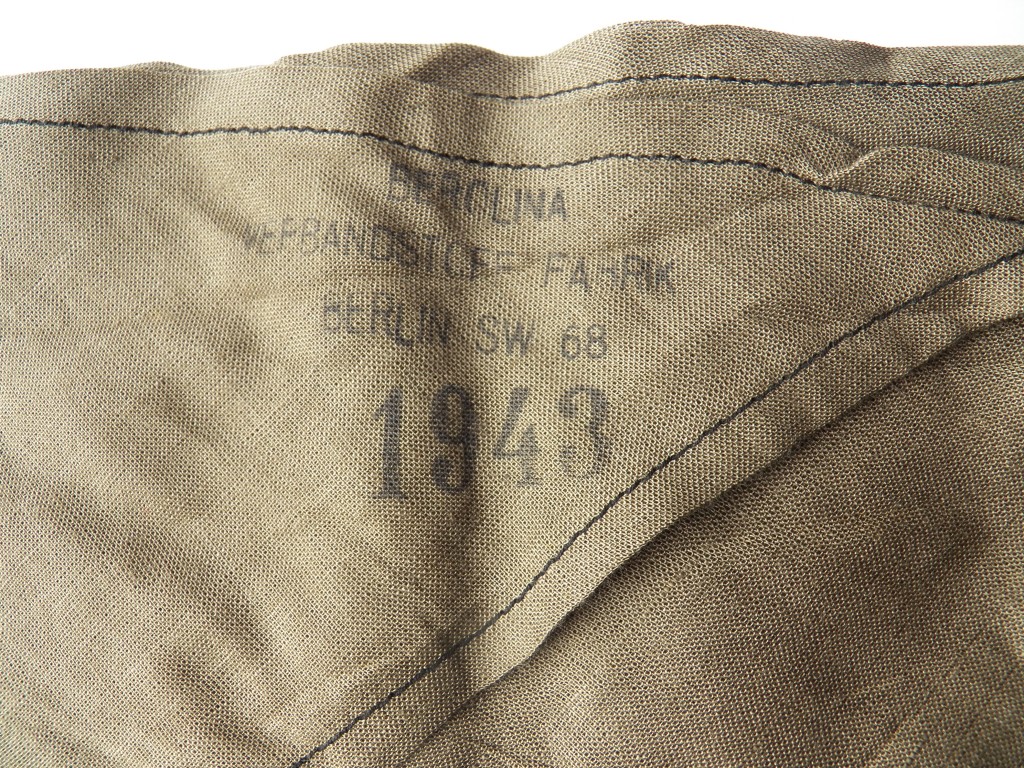 BEROLINA
VERBANDSTOFF FABRIK
BERLIN SW 68
1943